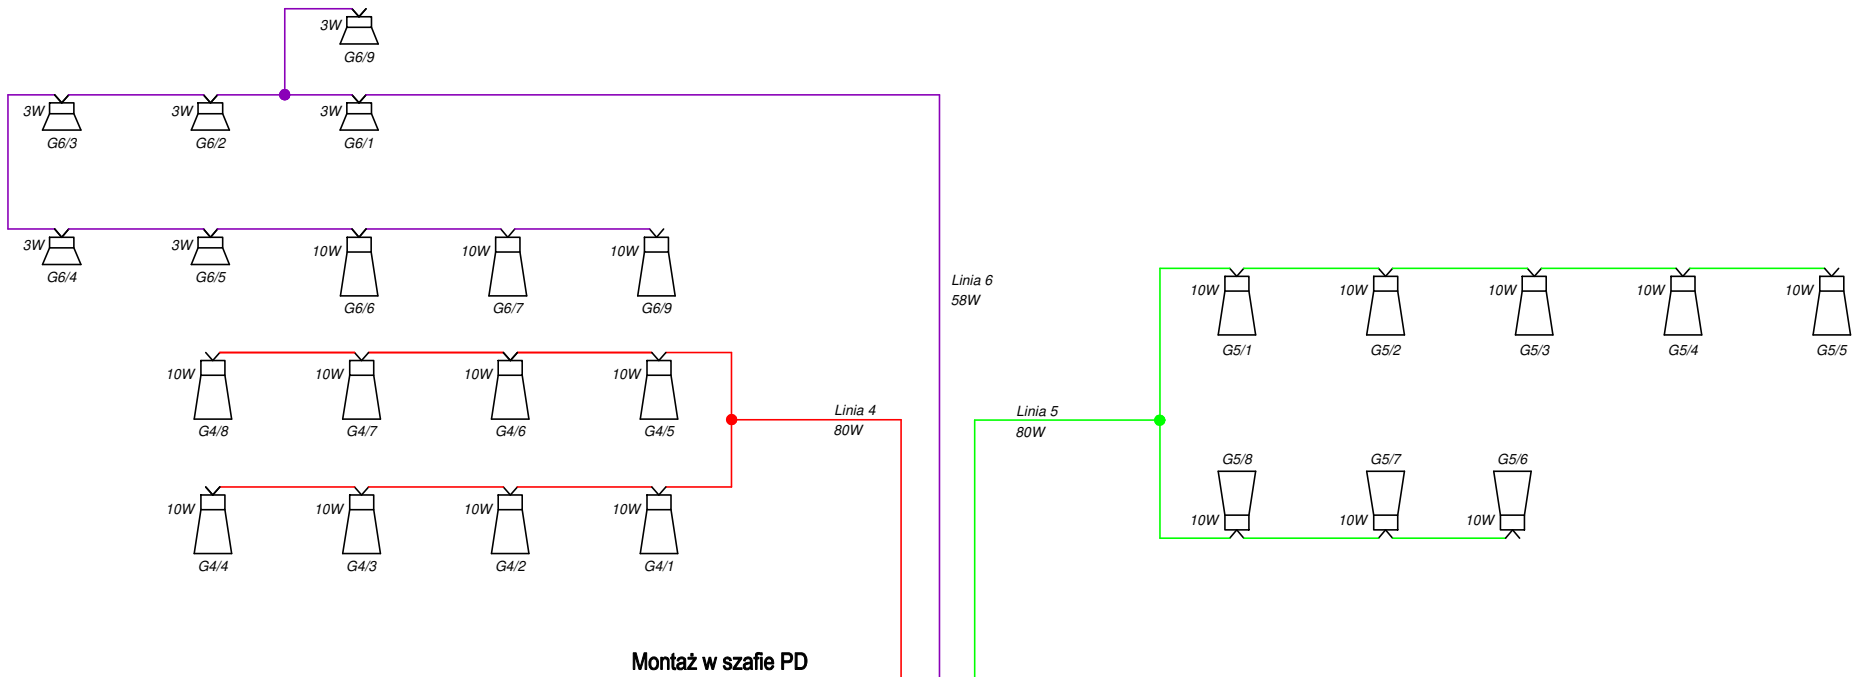 3W
G6/9
3W
G6/3
3W
G6/2
3W
G6/1
3W
G6/4
3W
G6/5
10W
G6/6
10W
G6/7
10W
G6/9
Linia 6
58W
10W
G4/8
10W
G4/7
10W
G4/6
10W
G4/5
Linia 4
80W
10W
G4/4
10W
G4/3
10W
G4/2
10W
G4/1
10W
G5/1
10W
G5/2
10W
G5/3
10W
G5/4
10W
G5/5
Linia 5
80W
G5/8
10W
G5/7
10W
G5/6
10W
Montaż w szafie PD